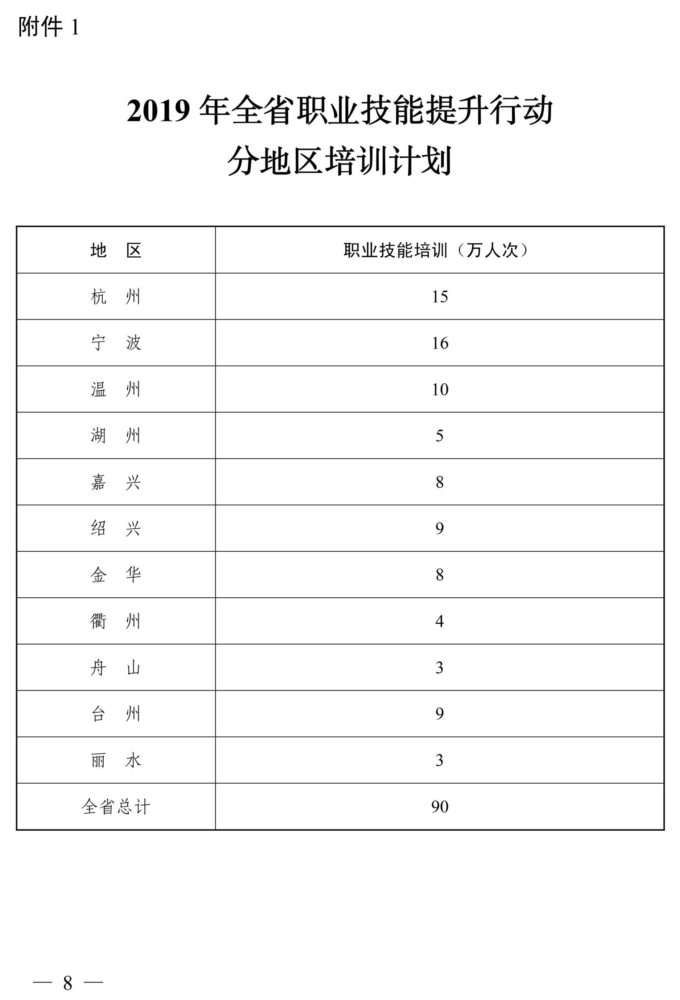 附件 1
2019 年全省职业技能提升行动
分地区培训计划
地 区 职业技能培训（万人次）
杭 州 15
宁 波 16
温 州 10
湖 州 5
嘉 兴 8
绍 兴 9
金 华 8
衢 州 4
舟 山 3
台 州 9
丽 水 3
全省总计 90
— 8 —